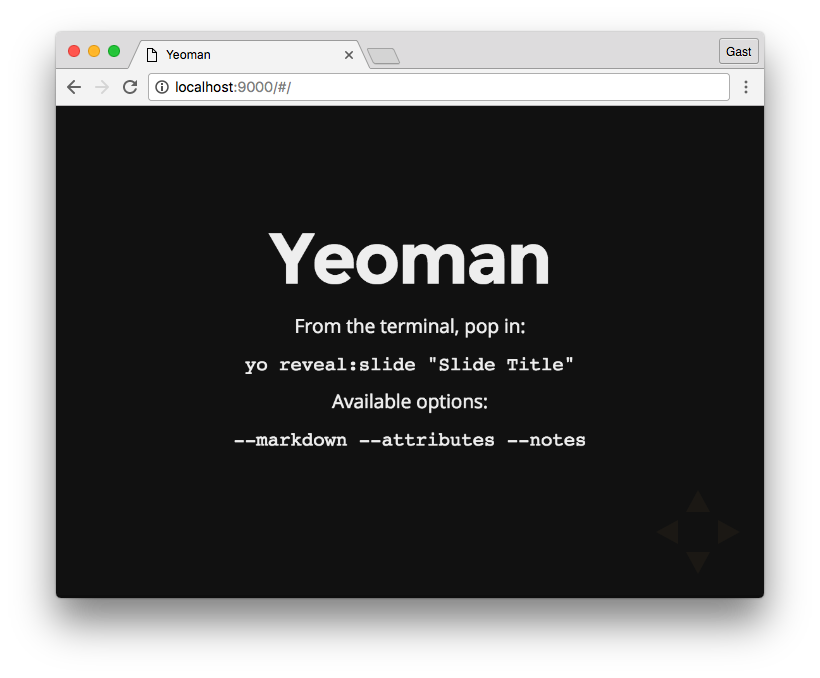 Yeoman
Gast
localhost:9000/#/
Yeoman
From the terminal, pop in:
yo reveal:slide "Slide Title"
Available options:
--markdown --attributes --notes